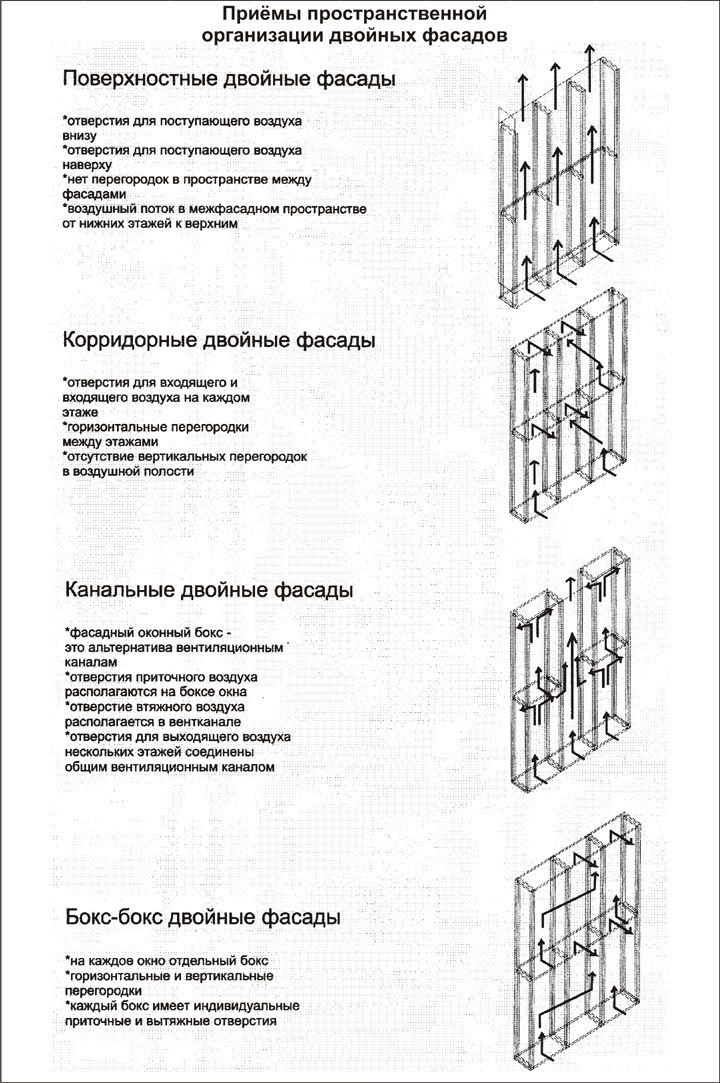 Приёмы пространственной
организации двойных фасадов
Поверхностные двойные фасады
*отверстия для поступающего воздуха
внизу
*отверстия для поступающего воздуха
наверху
*нет перегородок в пространстве между
фасадами
*воздушный поток в межфасадном пространстве
от нижних этажей к верхним
Корридорные двойные фасады
*отверстия для входящего и
входящего воздуха на каждом
этаже
*горизонтальные перегородки
между этажами
*отсутствие вертикальных перегородок
в воздушной полости
Канальные двойные фасады
*фасадный оконный бокс -
это альтернатива вентиляционным
каналам
*отверстия приточного воздуха
располагаются на боксе окна
*отверстие втяжного воздуха
располагается в вентканале
*отверстия для выходящего воздуха
нескольких этажей соединены
общим вентиляционным каналом
Бокс-бокс двойные фасады
*на каждое окно отдельный бокс
*горизонтальные и вертикальные
перегородки
*каждый бокс имеет индивидуальные
приточные и вытяжные отверстия